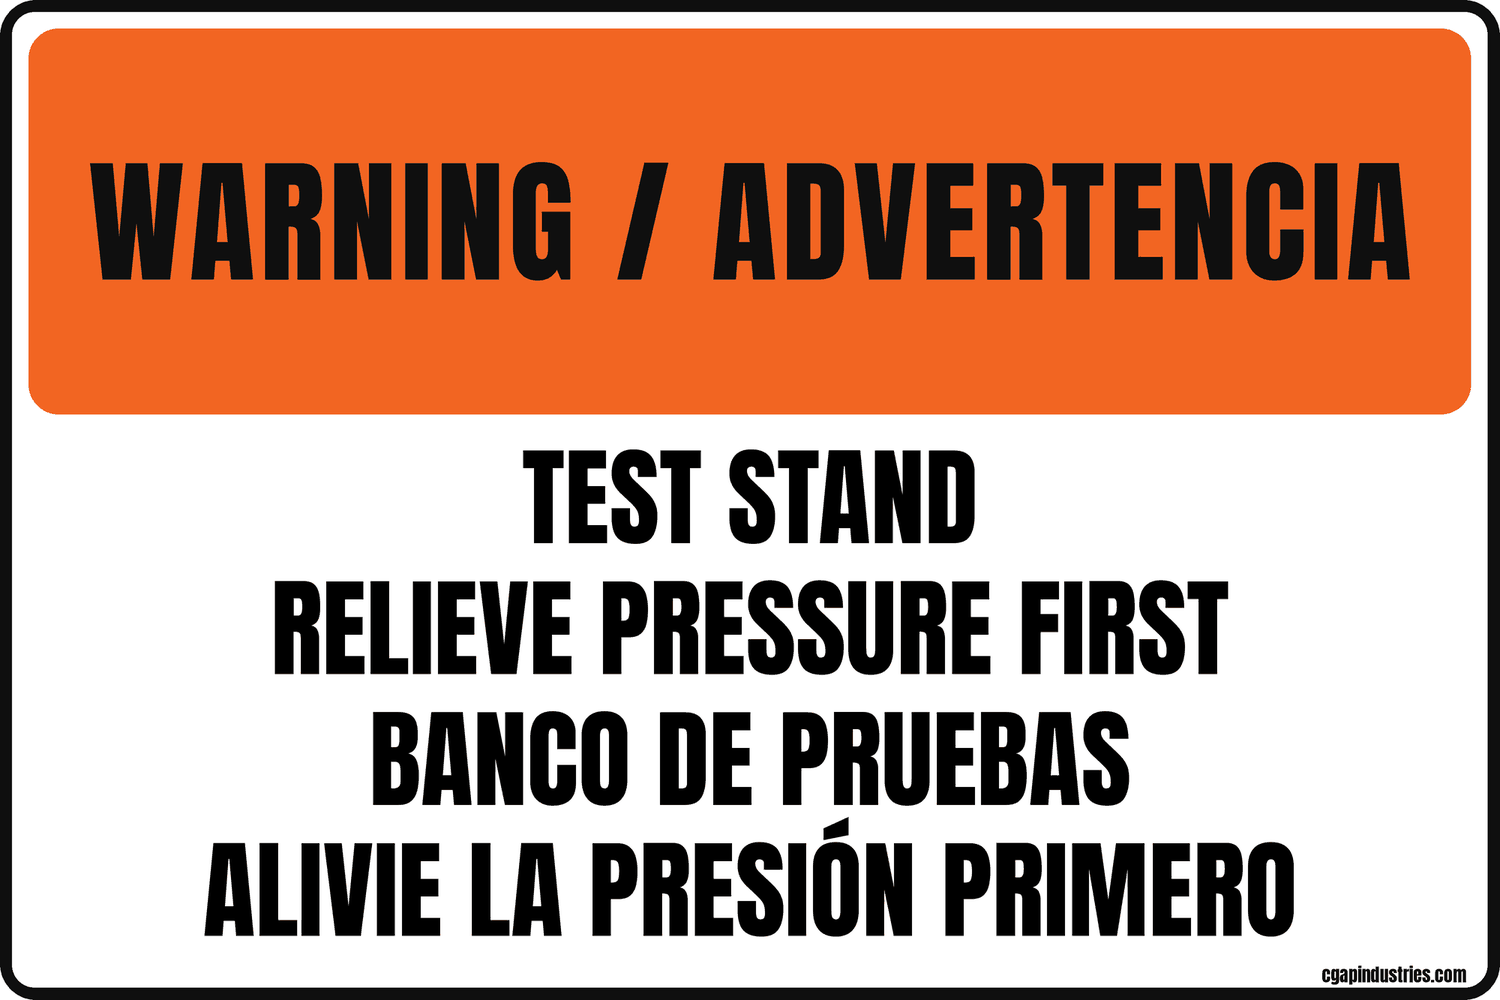 WARNING / ADVERTENCIA
TEST STAND
RELIEVE PRESSURE FIRST
BANCO DE PRUEBAS
ALIVIE LA PRESIÓN PRIMERO
cgapindustries.com